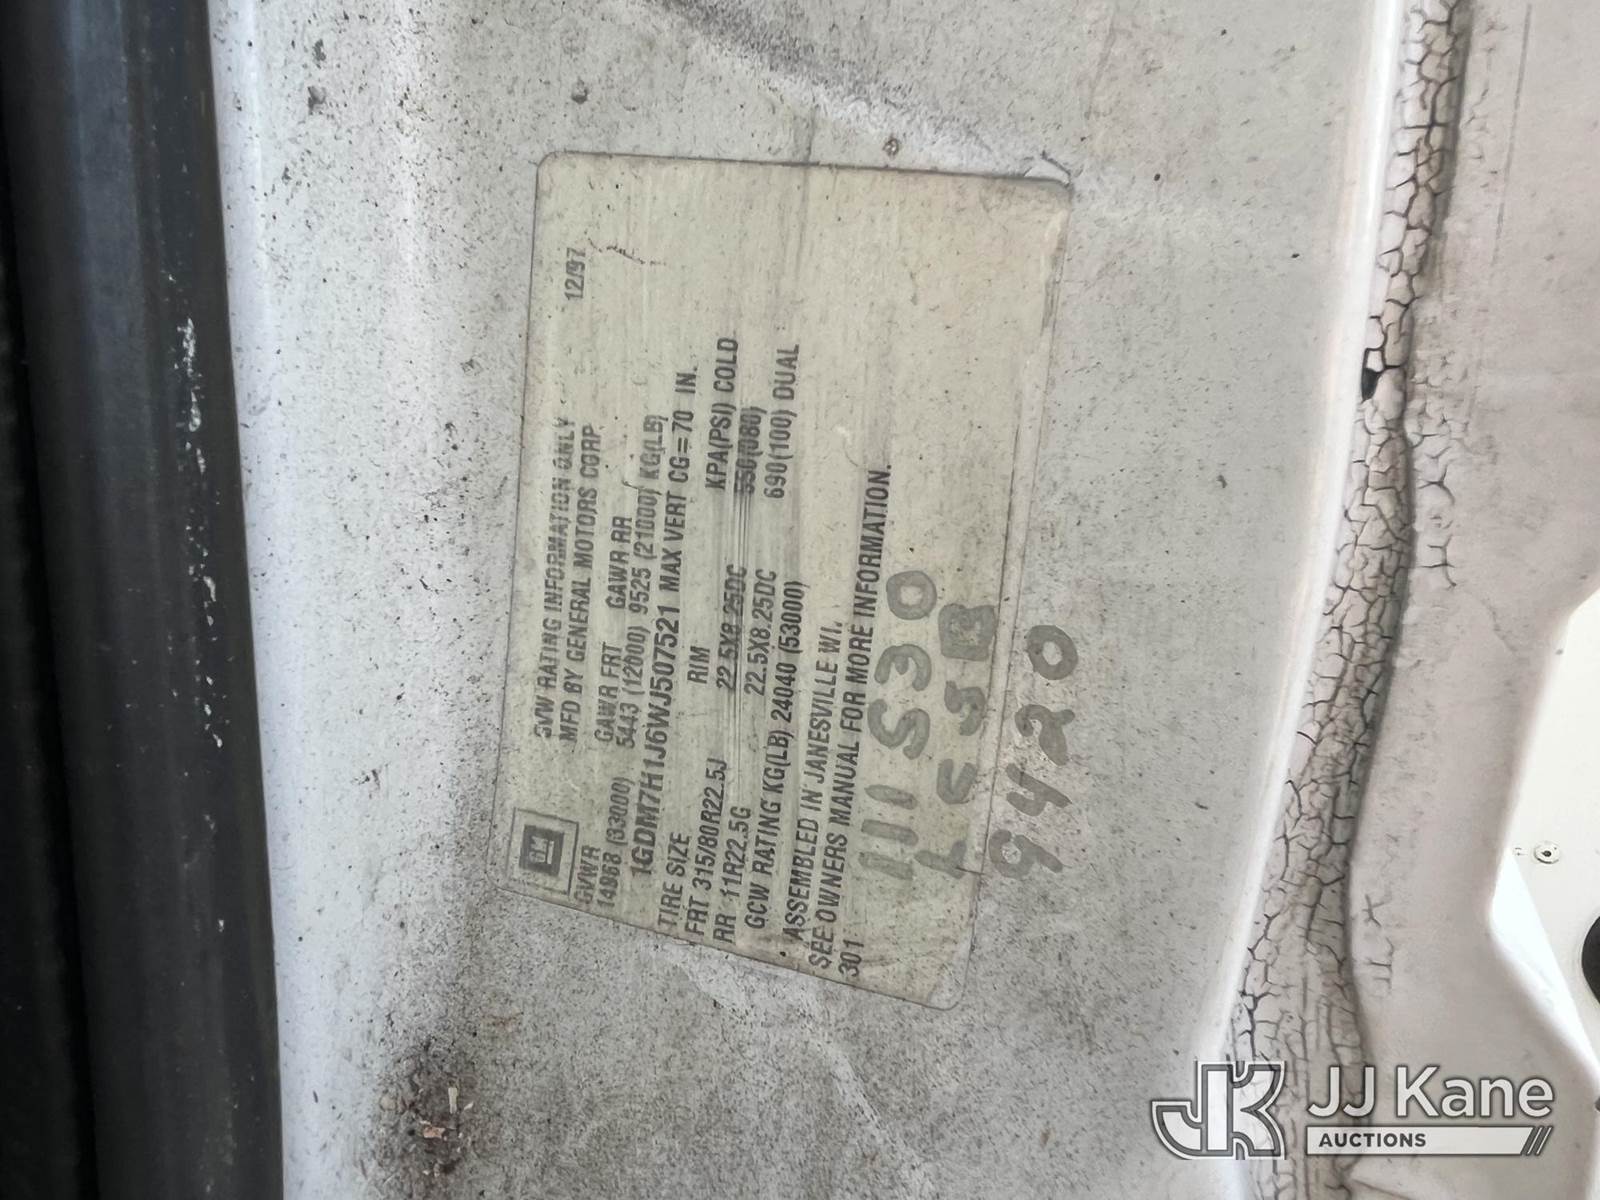 GM
GVW RATING INFORMATION ONLY 12/97
MFD BY GENERAL MOTORS CORP
GVWR GAWR FRT GAWR RR
14968 (33000) 5443 (12000) 9525 (21000) KG(LB)
1GDM7H1J6WJ507521 MAX VERT CG=70 IN.
TIRE SIZE RIM KPA(PSI) COLD
FRT 315/80R22.5J 22.5X8.25DC 550(080)
RR 11R22.5G 22.5X8.25DC 690(100) DUAL
GCW RATING KG(LB) 24040 (53000)
ASSEMBLED IN JANESVILLE WI.
SEE OWNERS MANUAL FOR MORE INFORMATION.
301
9420
JJ Kane
AUCTIONS